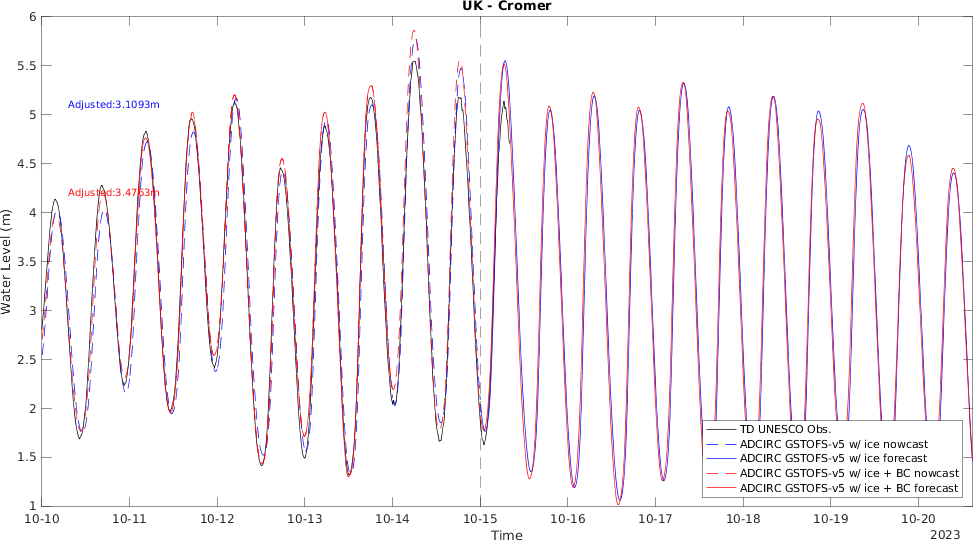 UK - Cromer
6
5.5
5
4.5
4
3.5
3
2.5
2
1.5
1
Water Level (m)
Adjusted:3.1093m
Adjusted:3.4763m
TD UNESCO Obs.
ADCIRC GSTOFS-v5 w/ ice nowcast
ADCIRC GSTOFS-v5 w/ ice forecast
ADCIRC GSTOFS-v5 w/ ice + BC nowcast
ADCIRC GSTOFS-v5 w/ ice + BC forecast
10-10 10-11 10-12 10-13 10-14 10-15 10-16 10-17 10-18 10-19 10-20
Time
2023